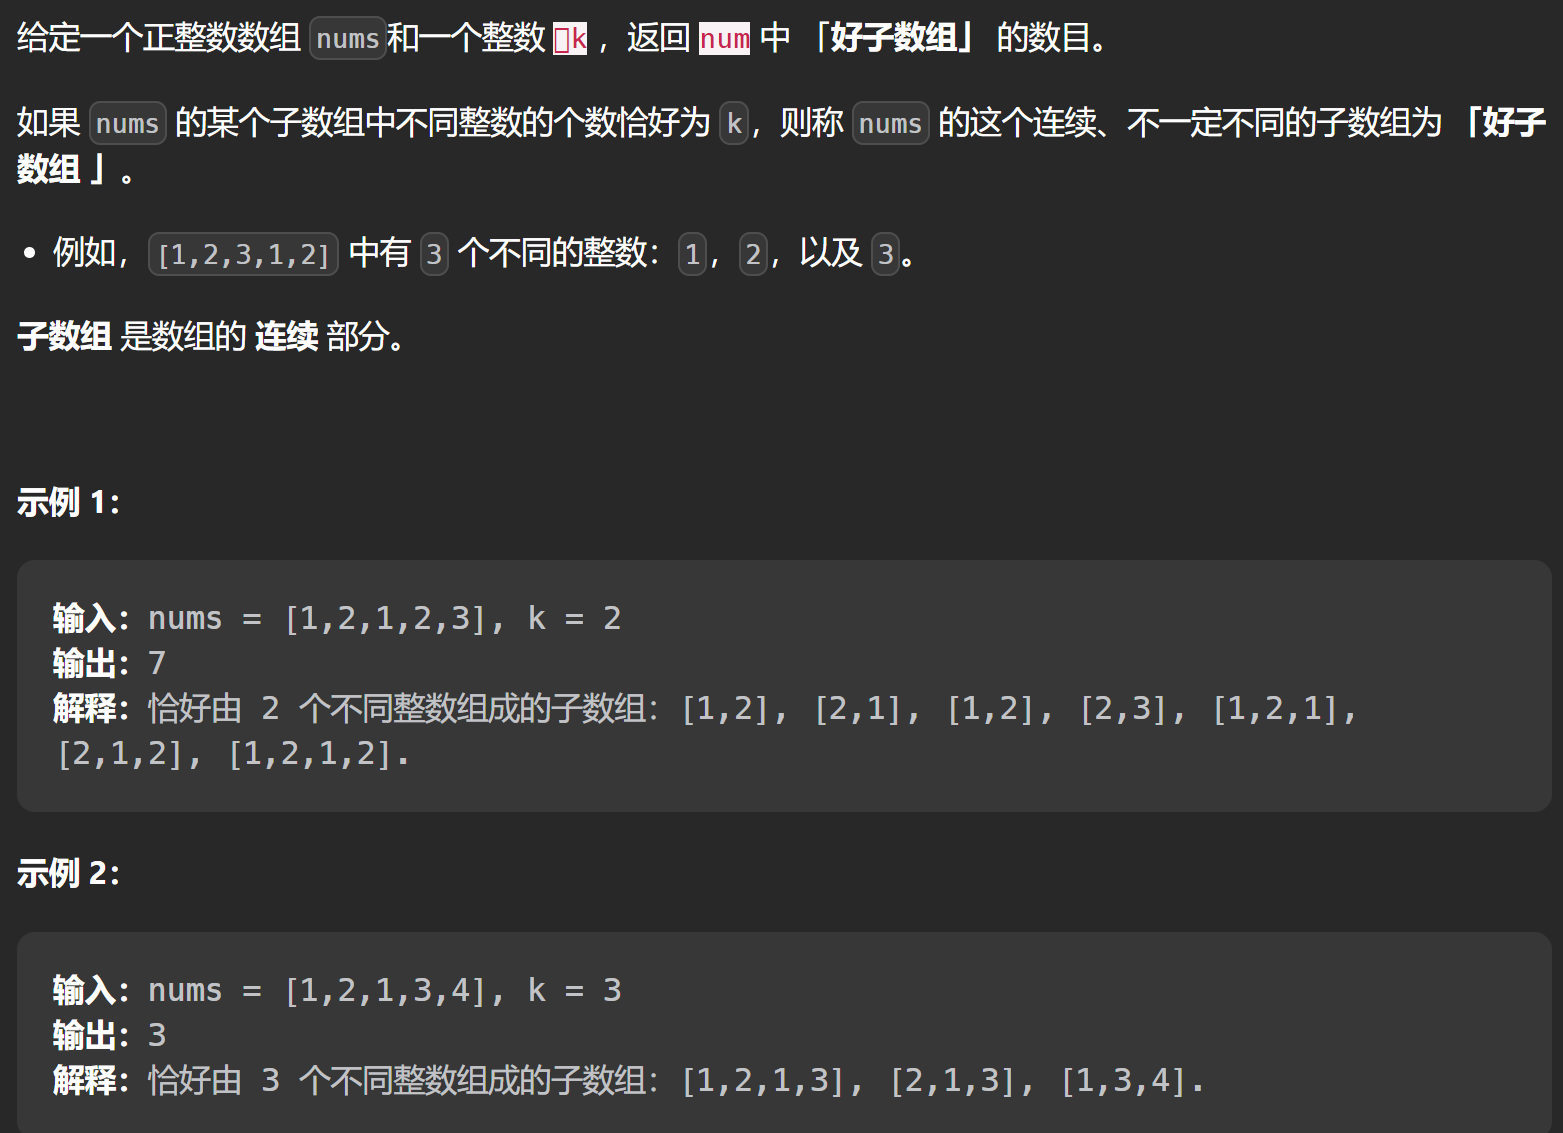 给定一个正整数数组 nums和一个整数 k ，返回 num 中 「好子数组」 的数目。
如果 nums 的某个子数组中不同整数的个数恰好为 k，则称 nums 的这个连续、不一定不同的子数组为 「好子
数组 」。
• 例如，[1,2,3,1,2] 中有 3 个不同的整数：1，2，以及 3。
子数组 是数组的 连续 部分。
示例 1：
输入：nums = [1,2,1,2,3], k = 2
输出：7
解释：恰好由 2 个不同整数组成的子数组：[1,2], [2,1], [1,2], [2,3], [1,2,1],
[2,1,2], [1,2,1,2].
示例 2：
输入：nums = [1,2,1,3,4], k = 3
输出：3
解释：恰好由 3 个不同整数组成的子数组：[1,2,1,3], [2,1,3], [1,3,4].